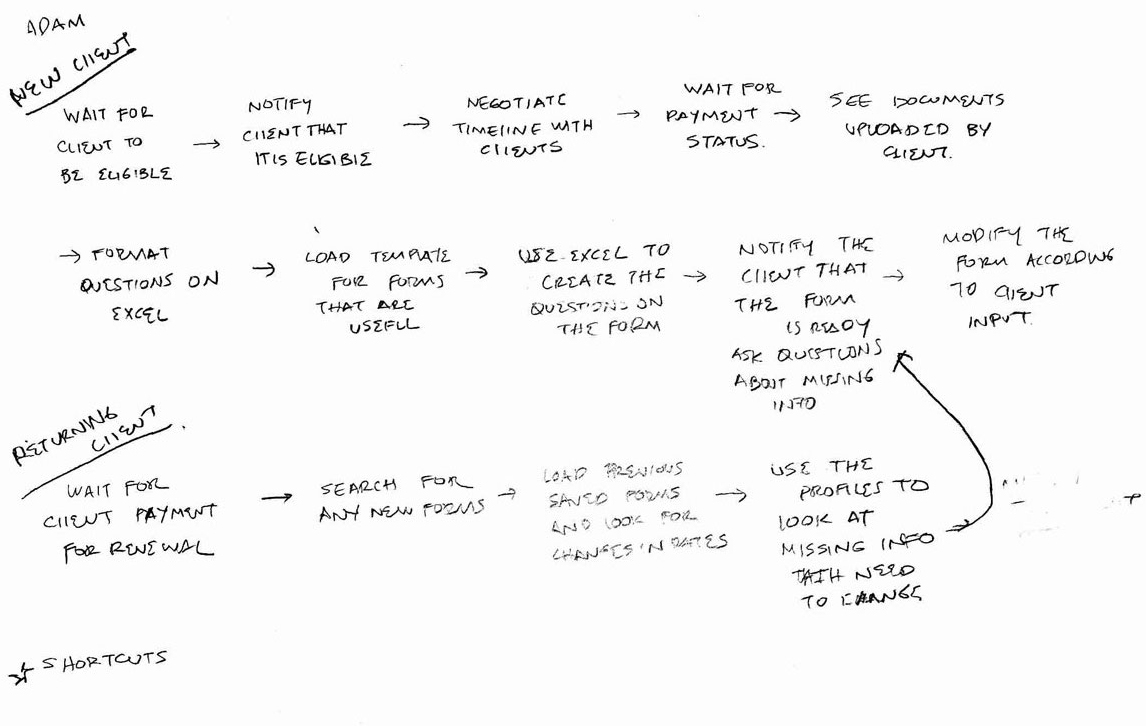 ADAM
NEW CLIENT
WAIT FOR
CLIENT TO
BE ELIGIBLE
→
NOTIFY
CLIENT THAT
IT IS ELIGIBLE
→
NEGOTIATE
TIMELINE WITH
CLIENTS
→
WAIT FOR
PAYMENT
STATUS.
→
SEE DOCUMENTS
UPLOADED BY
CLIENT.
→ FORMAT
QUESTIONS ON
EXCEL
→
LOAD TEMPLATE
FOR FORMS
THAT ARE
USEFUL
→
USE EXCEL TO
CREATE THE
QUESTIONS ON
THE FORM
→
NOTIFY THE
CLIENT THAT
THE FORM
IS READY
ASK QUESTIONS
ABOUT MISSING
INFO
→
MODIFY THE
FORM ACCORDING
TO CLIENT
INPUT.
RETURNING
CLIENT
WAIT FOR
CLIENT PAYMENT
FOR RENEWAL
→
SEARCH FOR
ANY NEW FORMS
→
LOAD PREVIOUS
SAVED FORMS
AND LOOK FOR
CHANGES IN DATES
→
USE THE
PROFILES TO
LOOK AT
MISSING INFO
TATH NEED
TO CHANGE
SHORTCUTS